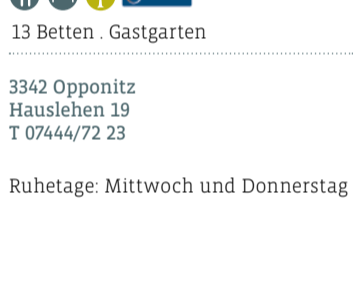 13 Betten . Gastgarten
3342 Opponitz
Hauslehen 19
T 07444/72 23
Ruhetage: Mittwoch und Donnerstag